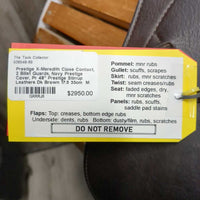 The Tack Collector
Prestige X-Meredith Close Contact,
2 Billet Guards, Navy Prestige
Cover, Pr 48" Prestige Stirrup
Leathers Dk Brown 17.5 33cm M
$2950.00
Pommel: mnr rubs
Gullet: scuffs, scrapes
Skirt: rubs, mnr scratches
Twist: seam creases/rubs
Seat: faded edges, dry
mnr scratches
Panels: rubs, scuffs,
saddle pad stains
Flaps: Top: creases, bottom edge rubs
Underside: dents, rubs Bottom: dusty/film, rubs, scratches
DO NOT REMOVE